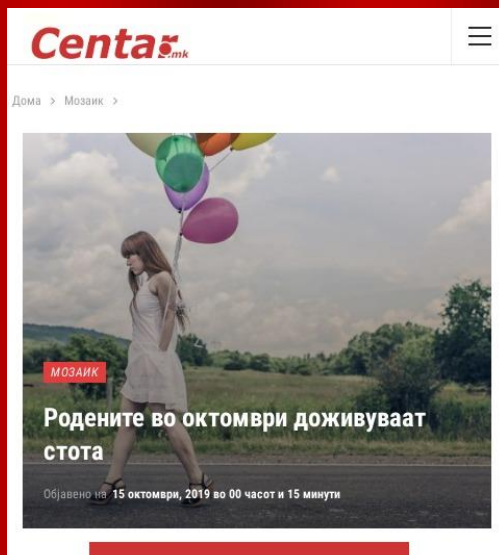 Centar.mk
Дома > Мозаик >
МОЗАИК
Родените во октомври доживуваат
стота
Објавено на 15 октомври, 2019 во 00 часот и 15 минути